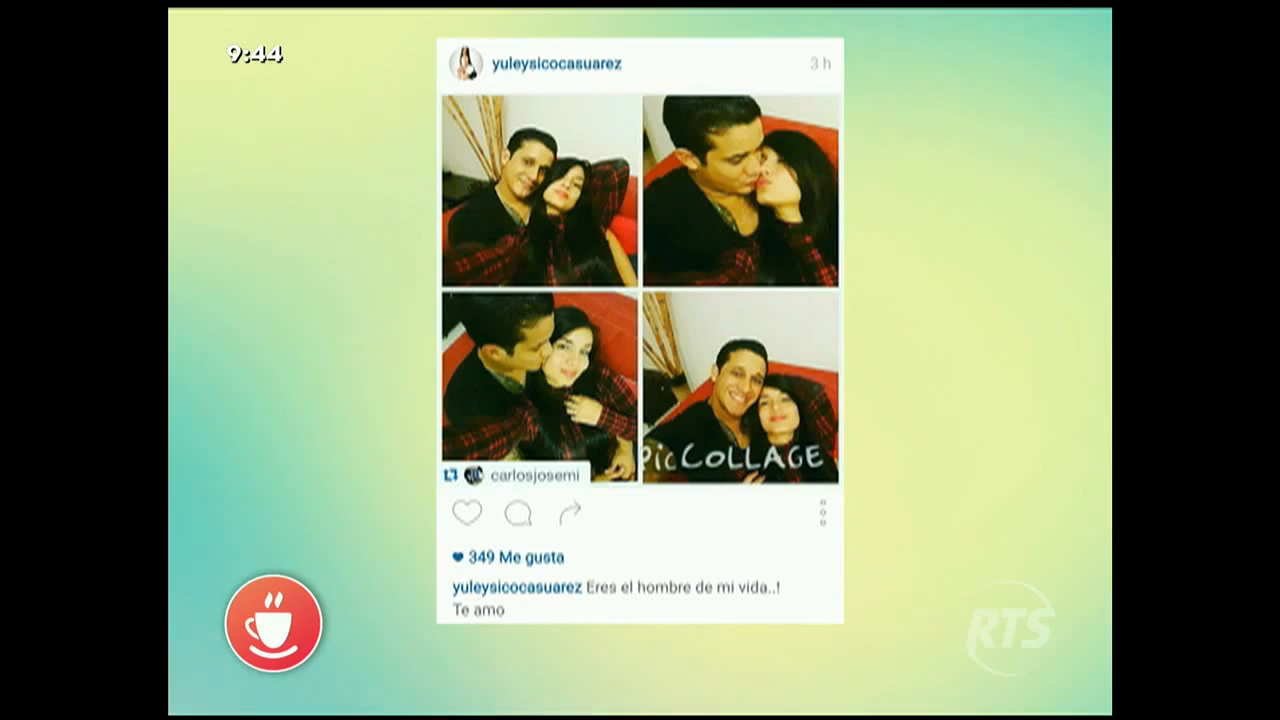 9:44
yuleysicocasuarez 3 h
PicCOLLAGE
carlosjosemi
349 Me gusta
yuleysicocasuarez Eres el hombre de mi vida..!
Te amo
RTS